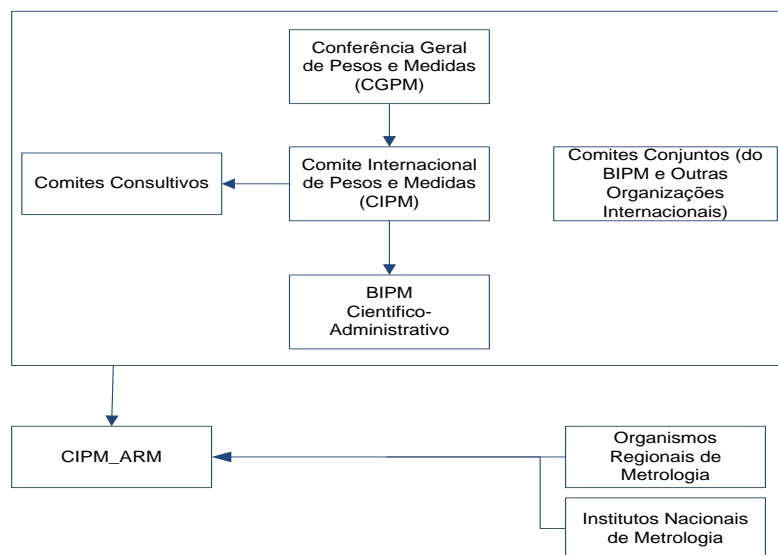 Conferência Geral
de Pesos e Medidas
(CGPM)
Comites Consultivos
Comite Internacional
de Pesos e Medidas
(CIPM)
Comites Conjuntos (do
BIPM e Outras
Organizações
Internacionais)
BIPM
Cientifico-
Administrativo
CIPM_ARM
Organismos
Regionais de
Metrologia
Institutos Nacionais
de Metrologia